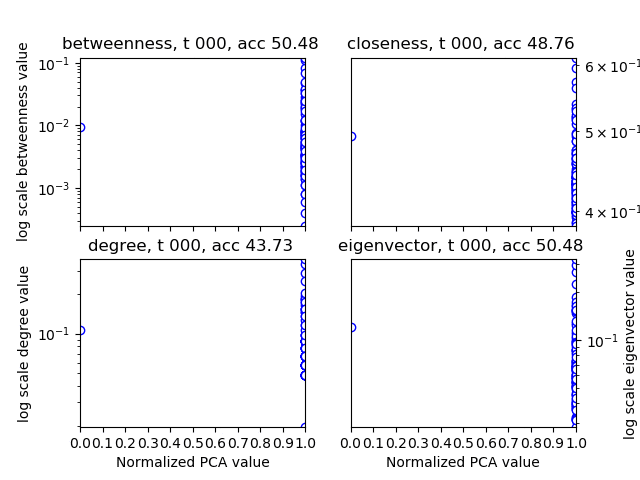 betweenness, t 000, acc 50.48
closeness, t 000, acc 48.76
log scale betweenness value
10⁻¹
10⁻²
10⁻³
6 × 10⁻¹
5 × 10⁻¹
4 × 10⁻¹
degree, t 000, acc 43.73
eigenvector, t 000, acc 50.48
log scale degree value
10⁻¹
10⁻¹
log scale eigenvector value
0.0 0.1 0.2 0.3 0.4 0.5 0.6 0.7 0.8 0.9 1.0
0.0 0.1 0.2 0.3 0.4 0.5 0.6 0.7 0.8 0.9 1.0
Normalized PCA value
Normalized PCA value